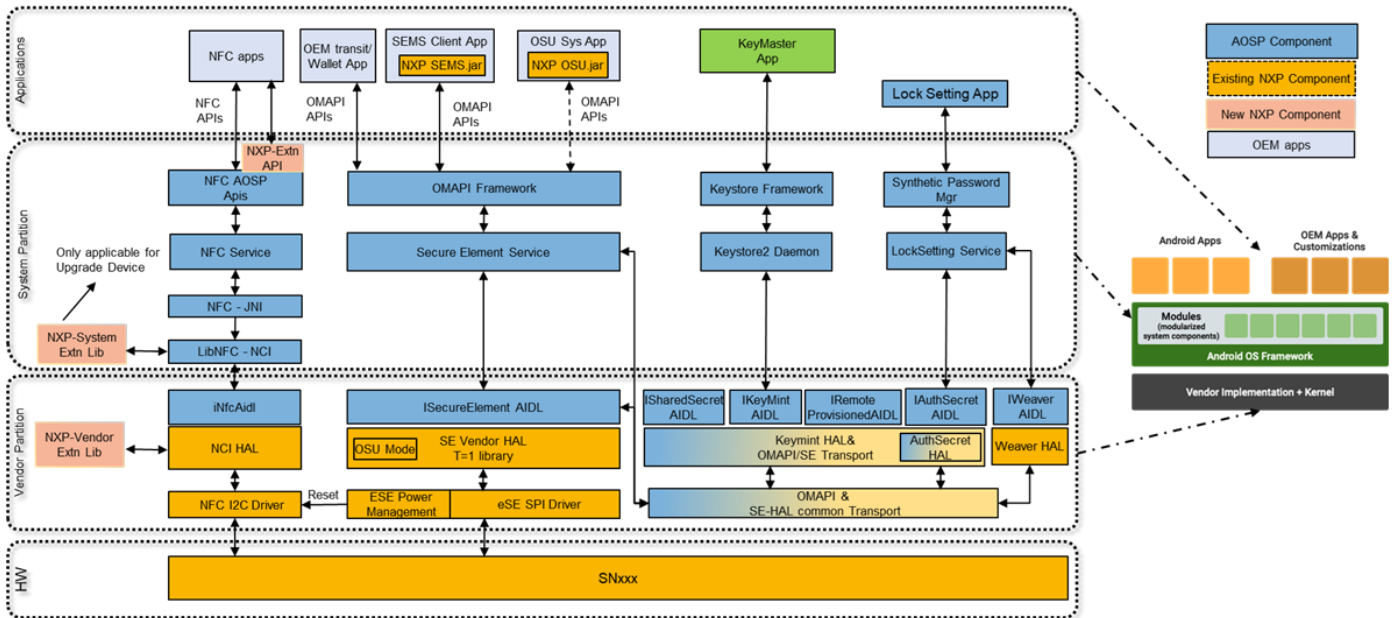 Applications
NFC apps
OEM transit/
Wallet App
SEMS Client App
NXP SEMS.jar
OSU Sys App
NXP OSU.jar
KeyMaster
App
Lock Setting App
NFC
APIs
OMAPI
APIs
OMAPI
APIs
OMAPI
APIs
AOSP Component
Existing NXP Component
New NXP Component
OEM apps
System Partition
NXP-Extn
API
NFC AOSP
Apis
OMAPI Framework
Keystore Framework
Synthetic Password
Mgr
Only applicable for
Upgrade Device
NFC Service
Secure Element Service
Keystore2 Daemon
LockSetting Service
NFC - JNI
NXP-System
Extn Lib
LibNFC - NCI
Android Apps
OEM Apps &
Customizations
Modules
(modularized
system components)
Android OS Framework
Vendor Implementation + Kernel
Vendor Partition
iNfcAidl
ISecureElement AIDL
ISharedSecret
AIDL
IKeyMint
AIDL
IRemote
ProvisionedAIDL
IAuthSecret
AIDL
IWeaver
AIDL
NXP-Vendor
Extn Lib
NCI HAL
OSU Mode
SE Vendor HAL
T=1 library
Keymint HAL&
OMAPI/SE Transport
AuthSecret
HAL
Weaver HAL
NFC I2C Driver
Reset
ESE Power
Management
eSE SPI Driver
OMAPI &
SE-HAL common Transport
HW
SNxxx